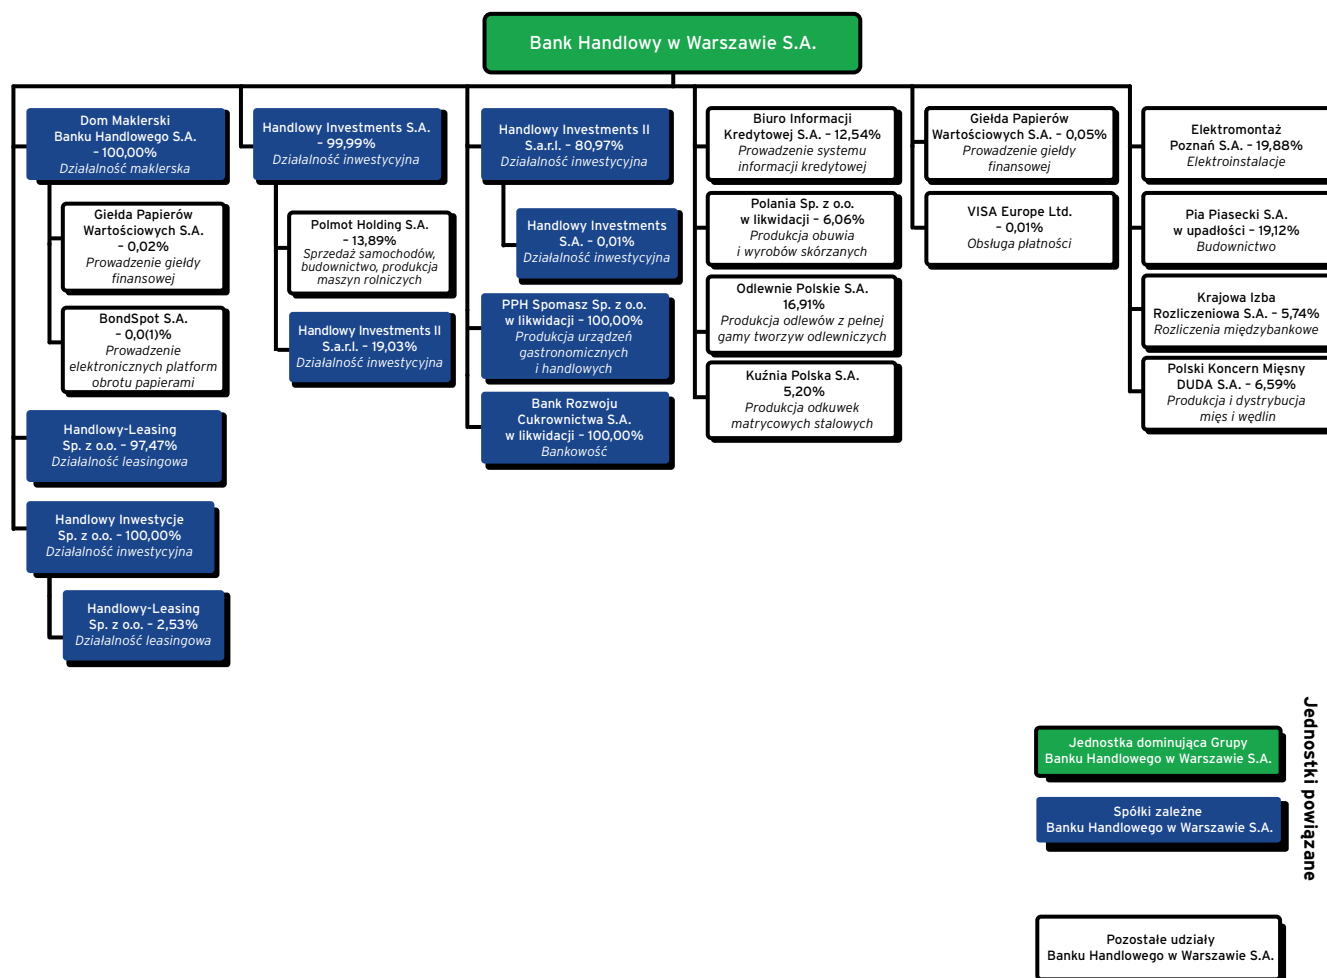 Bank Handlowy w Warszawie S.A.
Dom Maklerski
Banku Handlowego S.A.
– 100,00%
Działalność maklerska
Giełda Papierów
Wartościowych S.A.
– 0,02%
Prowadzenie giełdy
finansowej
BondSpot S.A.
– 0,0(1)%
Prowadzenie
elektronicznych platform
obrotu papierami
Handlowy-Leasing
Sp. z o.o. – 97,47%
Działalność leasingowa
Handlowy Inwestycje
Sp. z o.o. – 100,00%
Działalność inwestycyjna
Handlowy-Leasing
Sp. z o.o. – 2,53%
Działalność leasingowa
Handlowy Investments S.A.
– 99,99%
Działalność inwestycyjna
Polmot Holding S.A.
– 13,89%
Sprzedaż samochodów,
budownictwo, produkcja
maszyn rolniczych
Handlowy Investments II
S.a.r.l. – 19,03%
Działalność inwestycyjna
Handlowy Investments II
S.a.r.l. – 80,97%
Działalność inwestycyjna
Handlowy Investments
S.A. – 0,01%
Działalność inwestycyjna
PPH Spomasz Sp. z o.o.
w likwidacji – 100,00%
Produkcja urządzeń
gastronomicznych
i handlowych
Bank Rozwoju
Cukrownictwa S.A.
w likwidacji – 100,00%
Bankowość
Biuro Informacji
Kredytowej S.A. – 12,54%
Prowadzenie systemu
informacji kredytowej
Polania Sp. z o.o.
w likwidacji – 6,06%
Produkcja obuwia
i wyrobów skórzanych
Odlewnie Polskie S.A.
16,91%
Produkcja odlewów z pełnej
gamy tworzyw odlewniczych
Kuźnia Polska S.A.
5,20%
Produkcja odkuwek
matrycowych stalowych
Giełda Papierów
Wartościowych S.A. – 0,05%
Prowadzenie giełdy
finansowej
VISA Europe Ltd.
– 0,01%
Obsługa płatności
Elektromontaż
Poznań S.A. – 19,88%
Elektroinstalacje
Pia Piasecki S.A.
w upadłości – 19,12%
Budownictwo
Krajowa Izba
Rozliczeniowa S.A. – 5,74%
Rozliczenia międzybankowe
Polski Koncern Mięsny
DUDA S.A. – 6,59%
Produkcja i dystrybucja
mięs i wędlin
Jednostka dominująca Grupy
Banku Handlowego w Warszawie S.A.
Spółki zależne
Banku Handlowego w Warszawie S.A.
Jednostki powiązane
Pozostałe udziały
Banku Handlowego w Warszawie S.A.